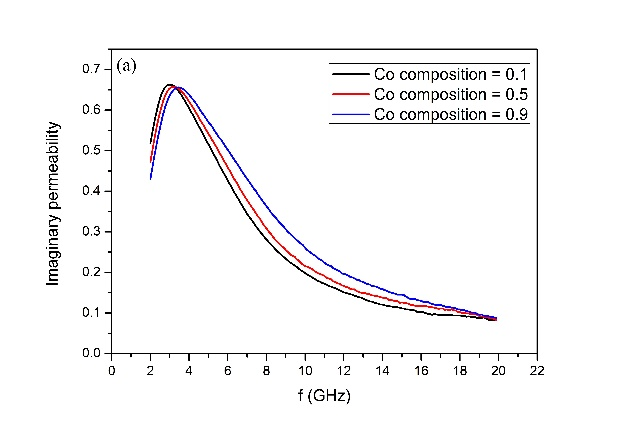 (a)
Co composition = 0.1
Co composition = 0.5
Co composition = 0.9
Imaginary permeability
0.7
0.6
0.5
0.4
0.3
0.2
0.1
0.0
0 2 4 6 8 10 12 14 16 18 20 22
f (GHz)